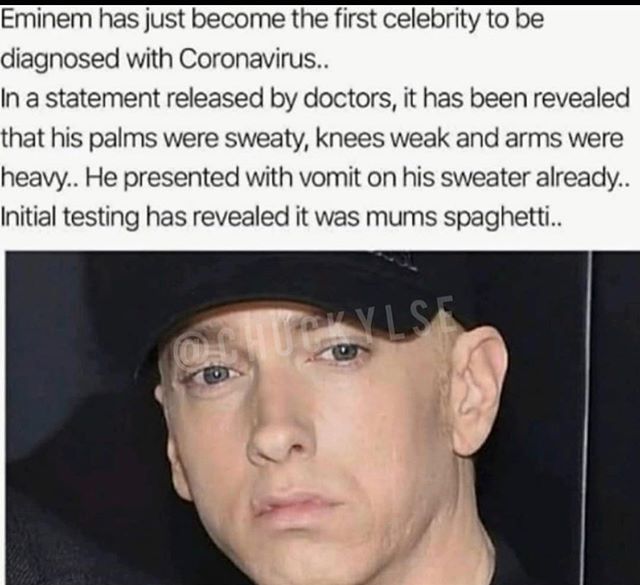 Eminem has just become the first celebrity to be
diagnosed with Coronavirus..
In a statement released by doctors, it has been revealed
that his palms were sweaty, knees weak and arms were
heavy.. He presented with vomit on his sweater already..
Initial testing has revealed it was mums spaghetti..
@CHUCKYLSE